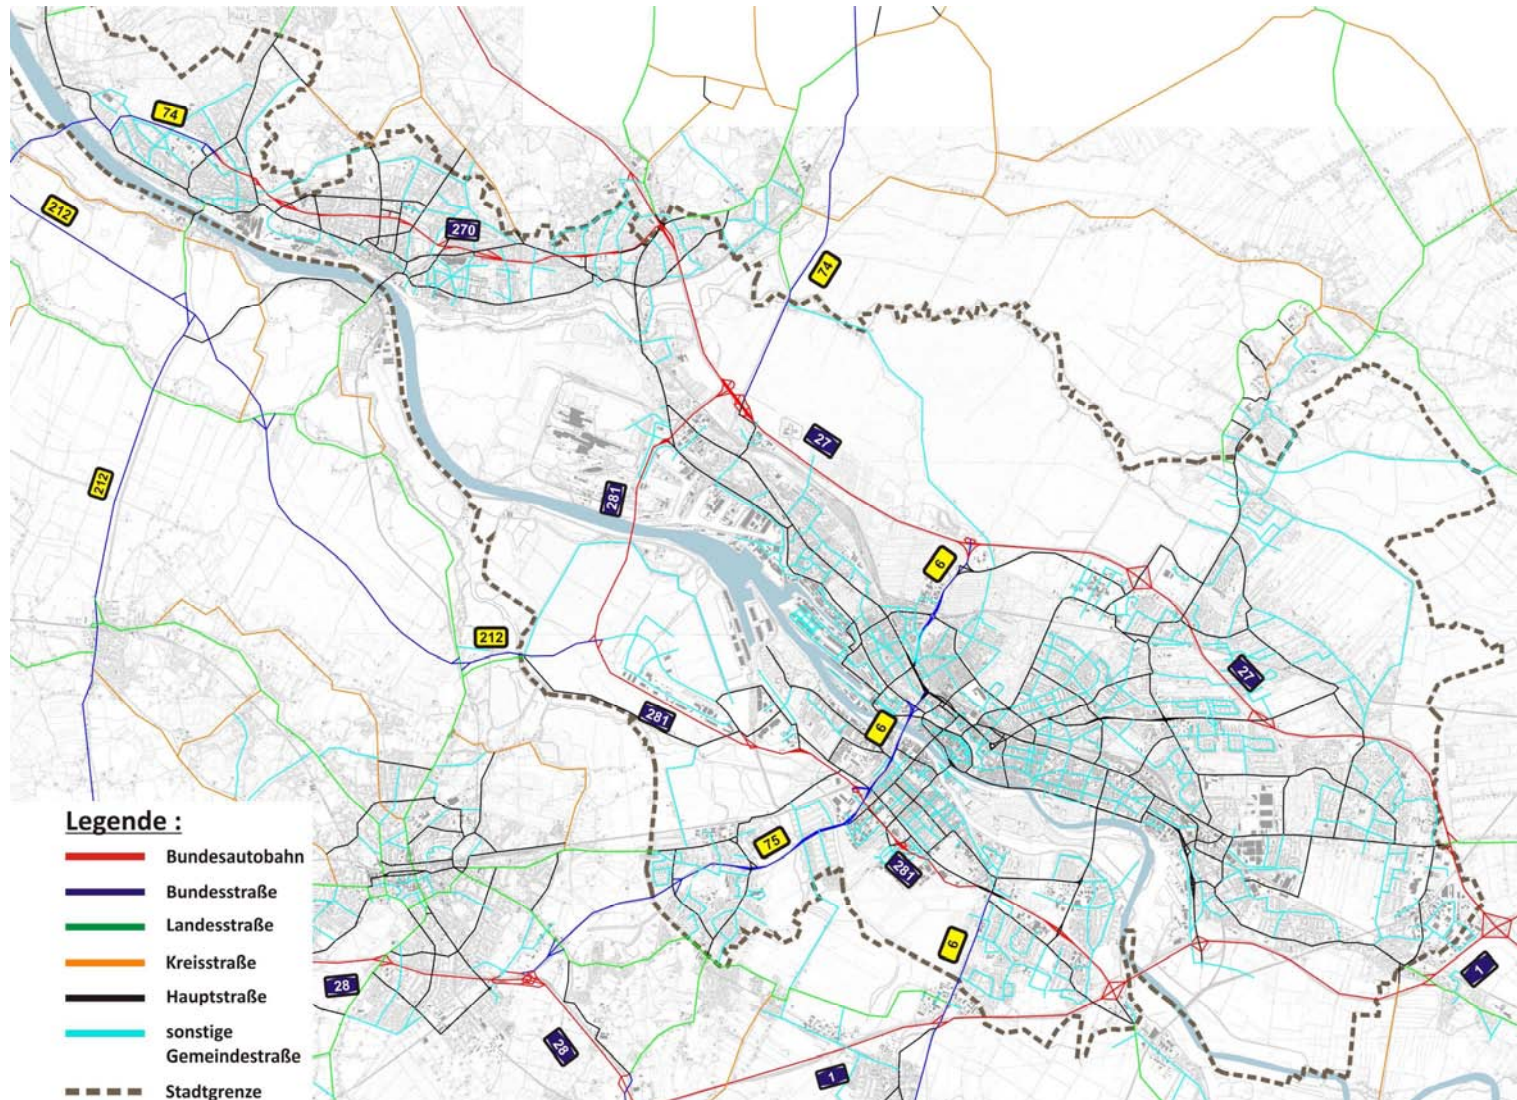 74
212
270
74
27
281
212
6
212
27
281
6
75
281
6
28
28
1
1
Legende :
Bundesautobahn
Bundesstraße
Landesstraße
Kreisstraße
Hauptstraße
sonstige
Gemeindestraße
Stadtgrenze